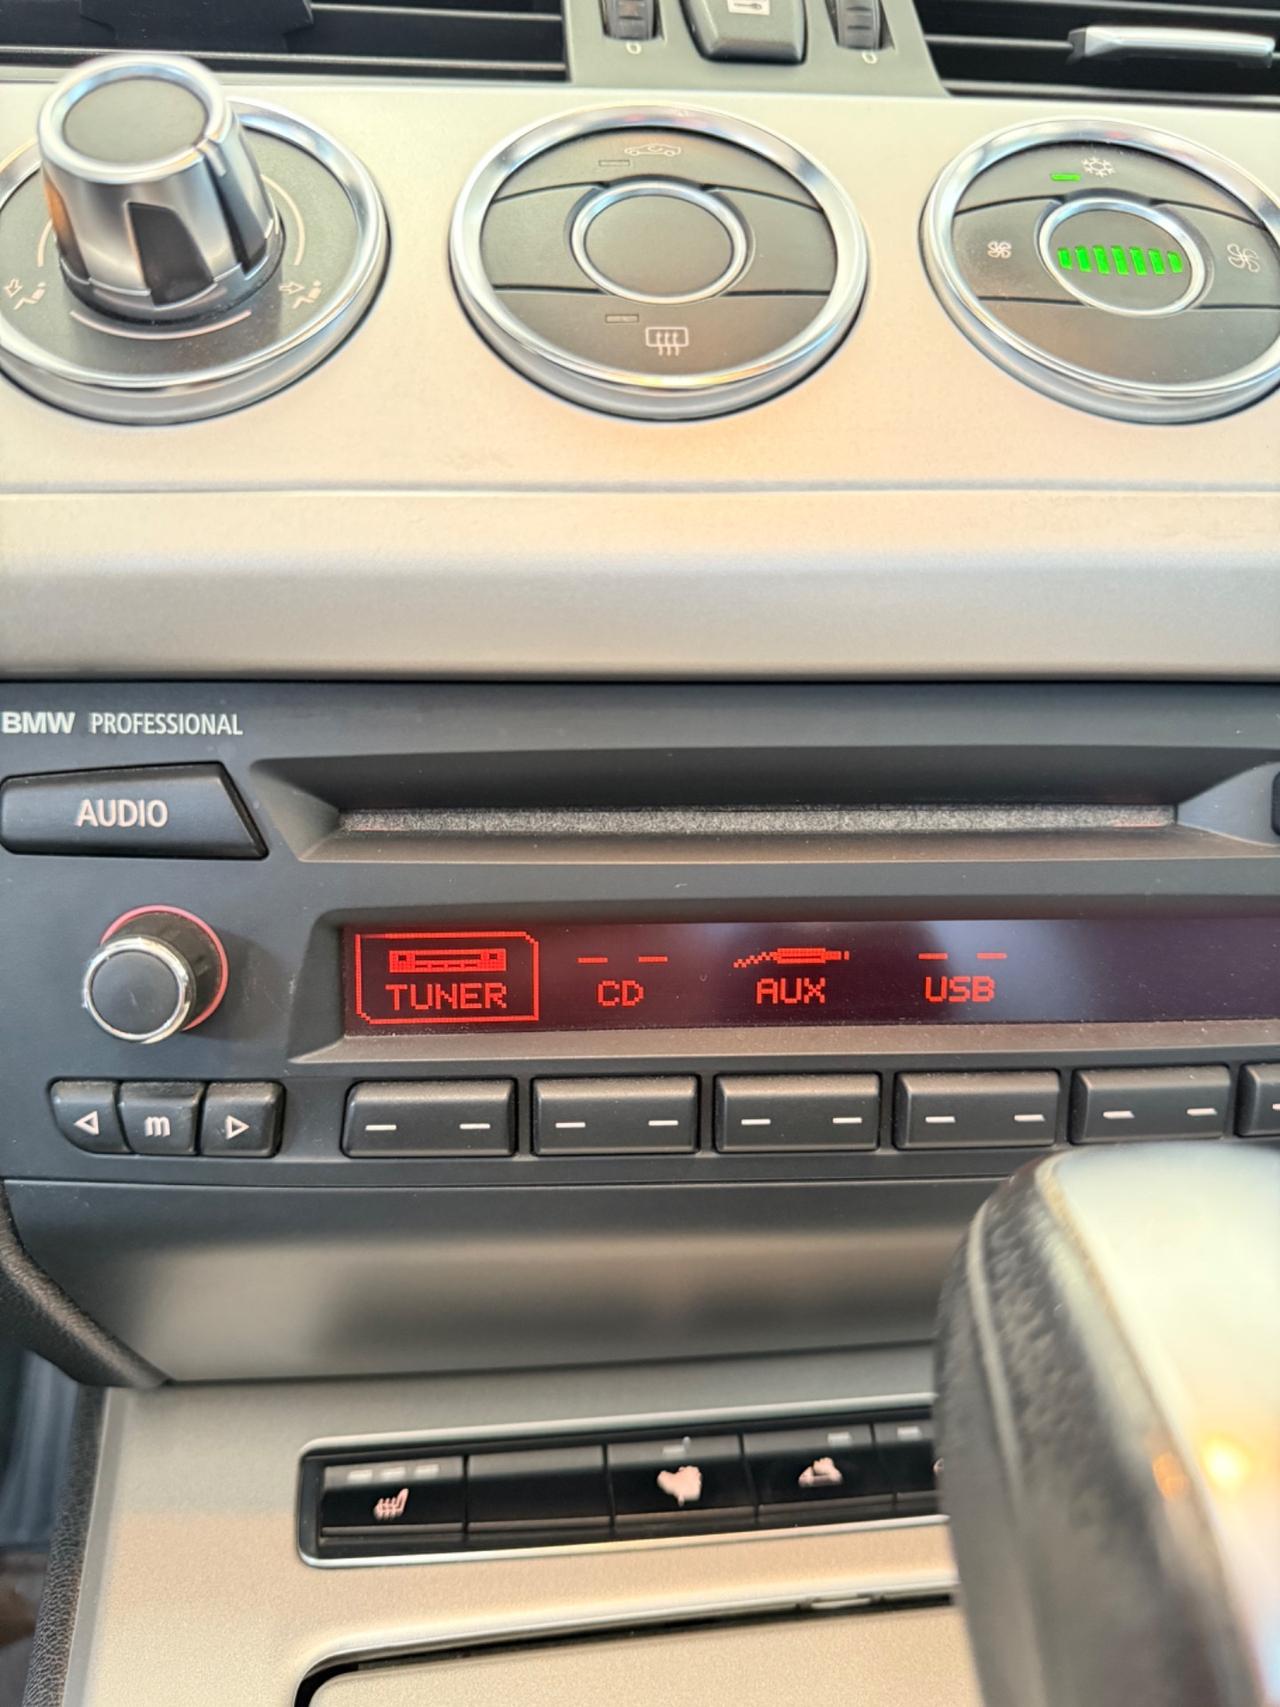 BMW PROFESSIONAL
AUDIO
TUNER CD AUX USB
m